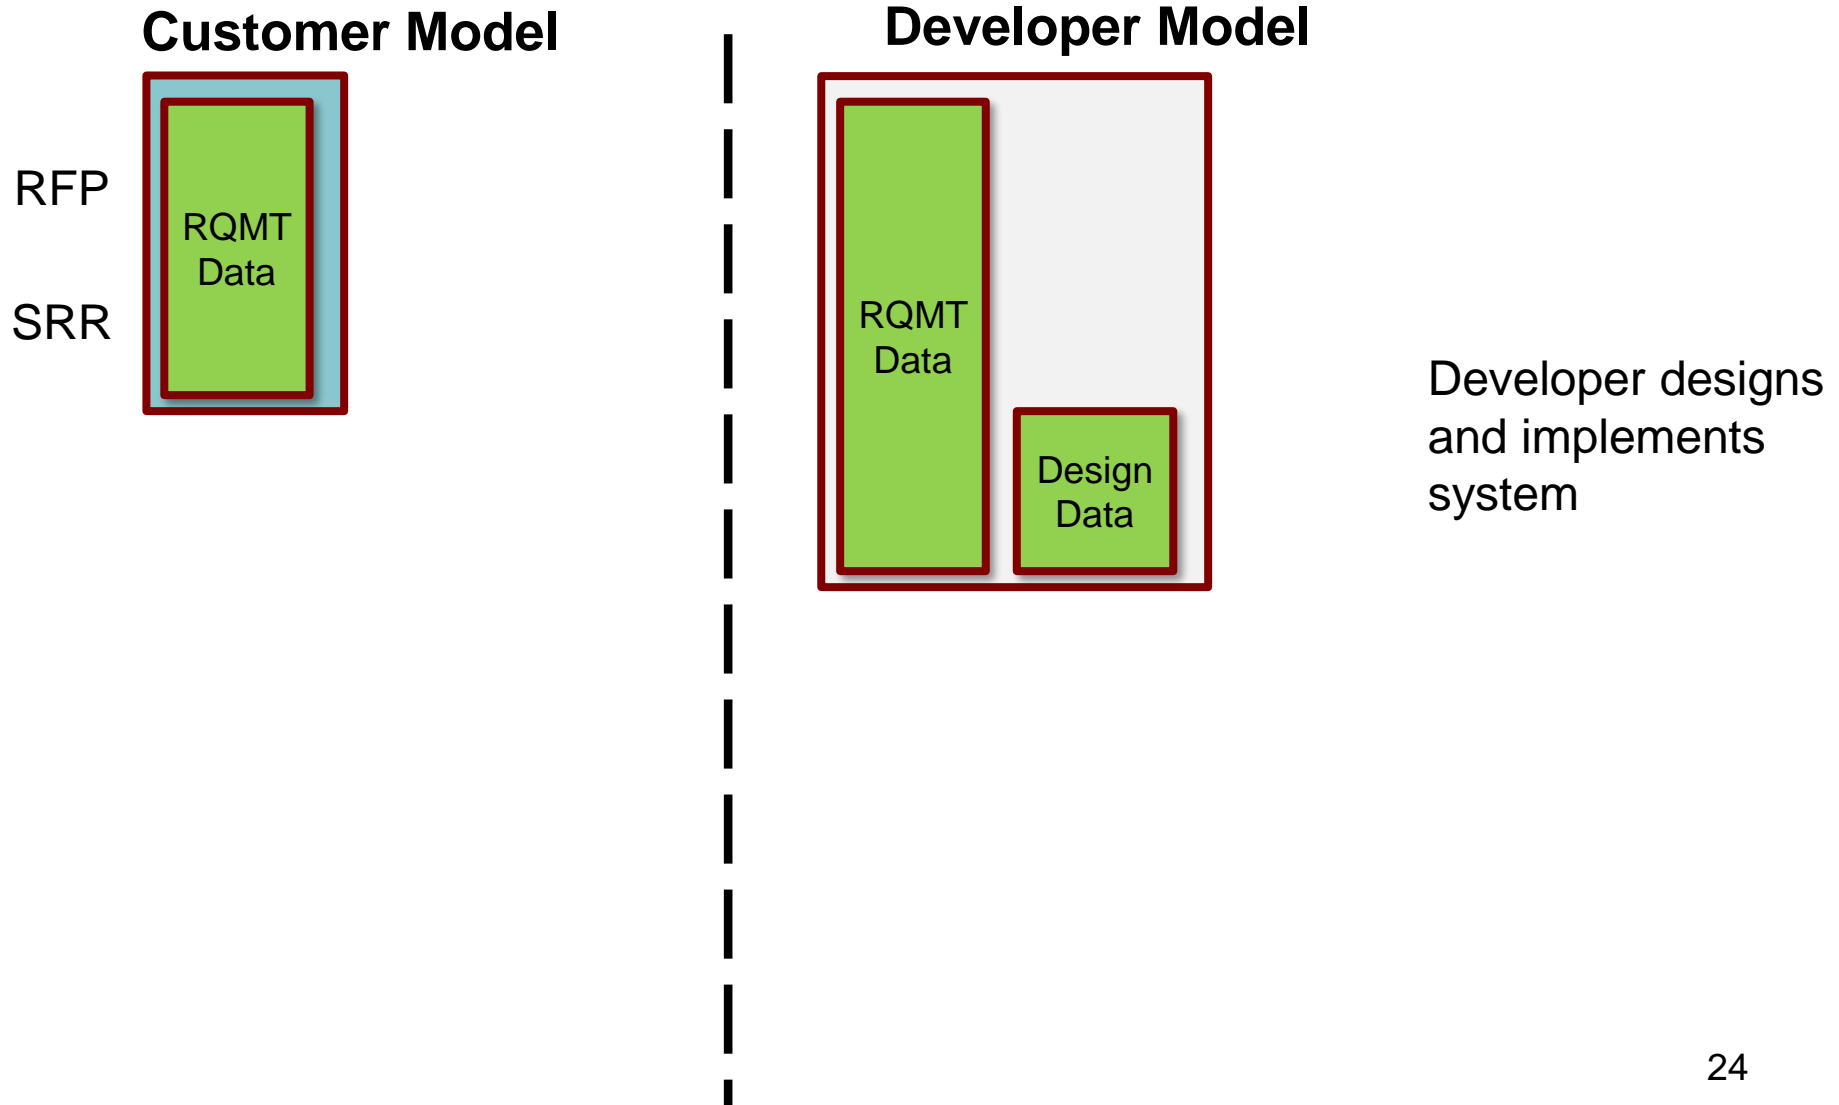 Customer Model
Developer Model
RFP
SRR
RQMT
Data
RQMT
Data
Design
Data
Developer designs
and implements
system
24